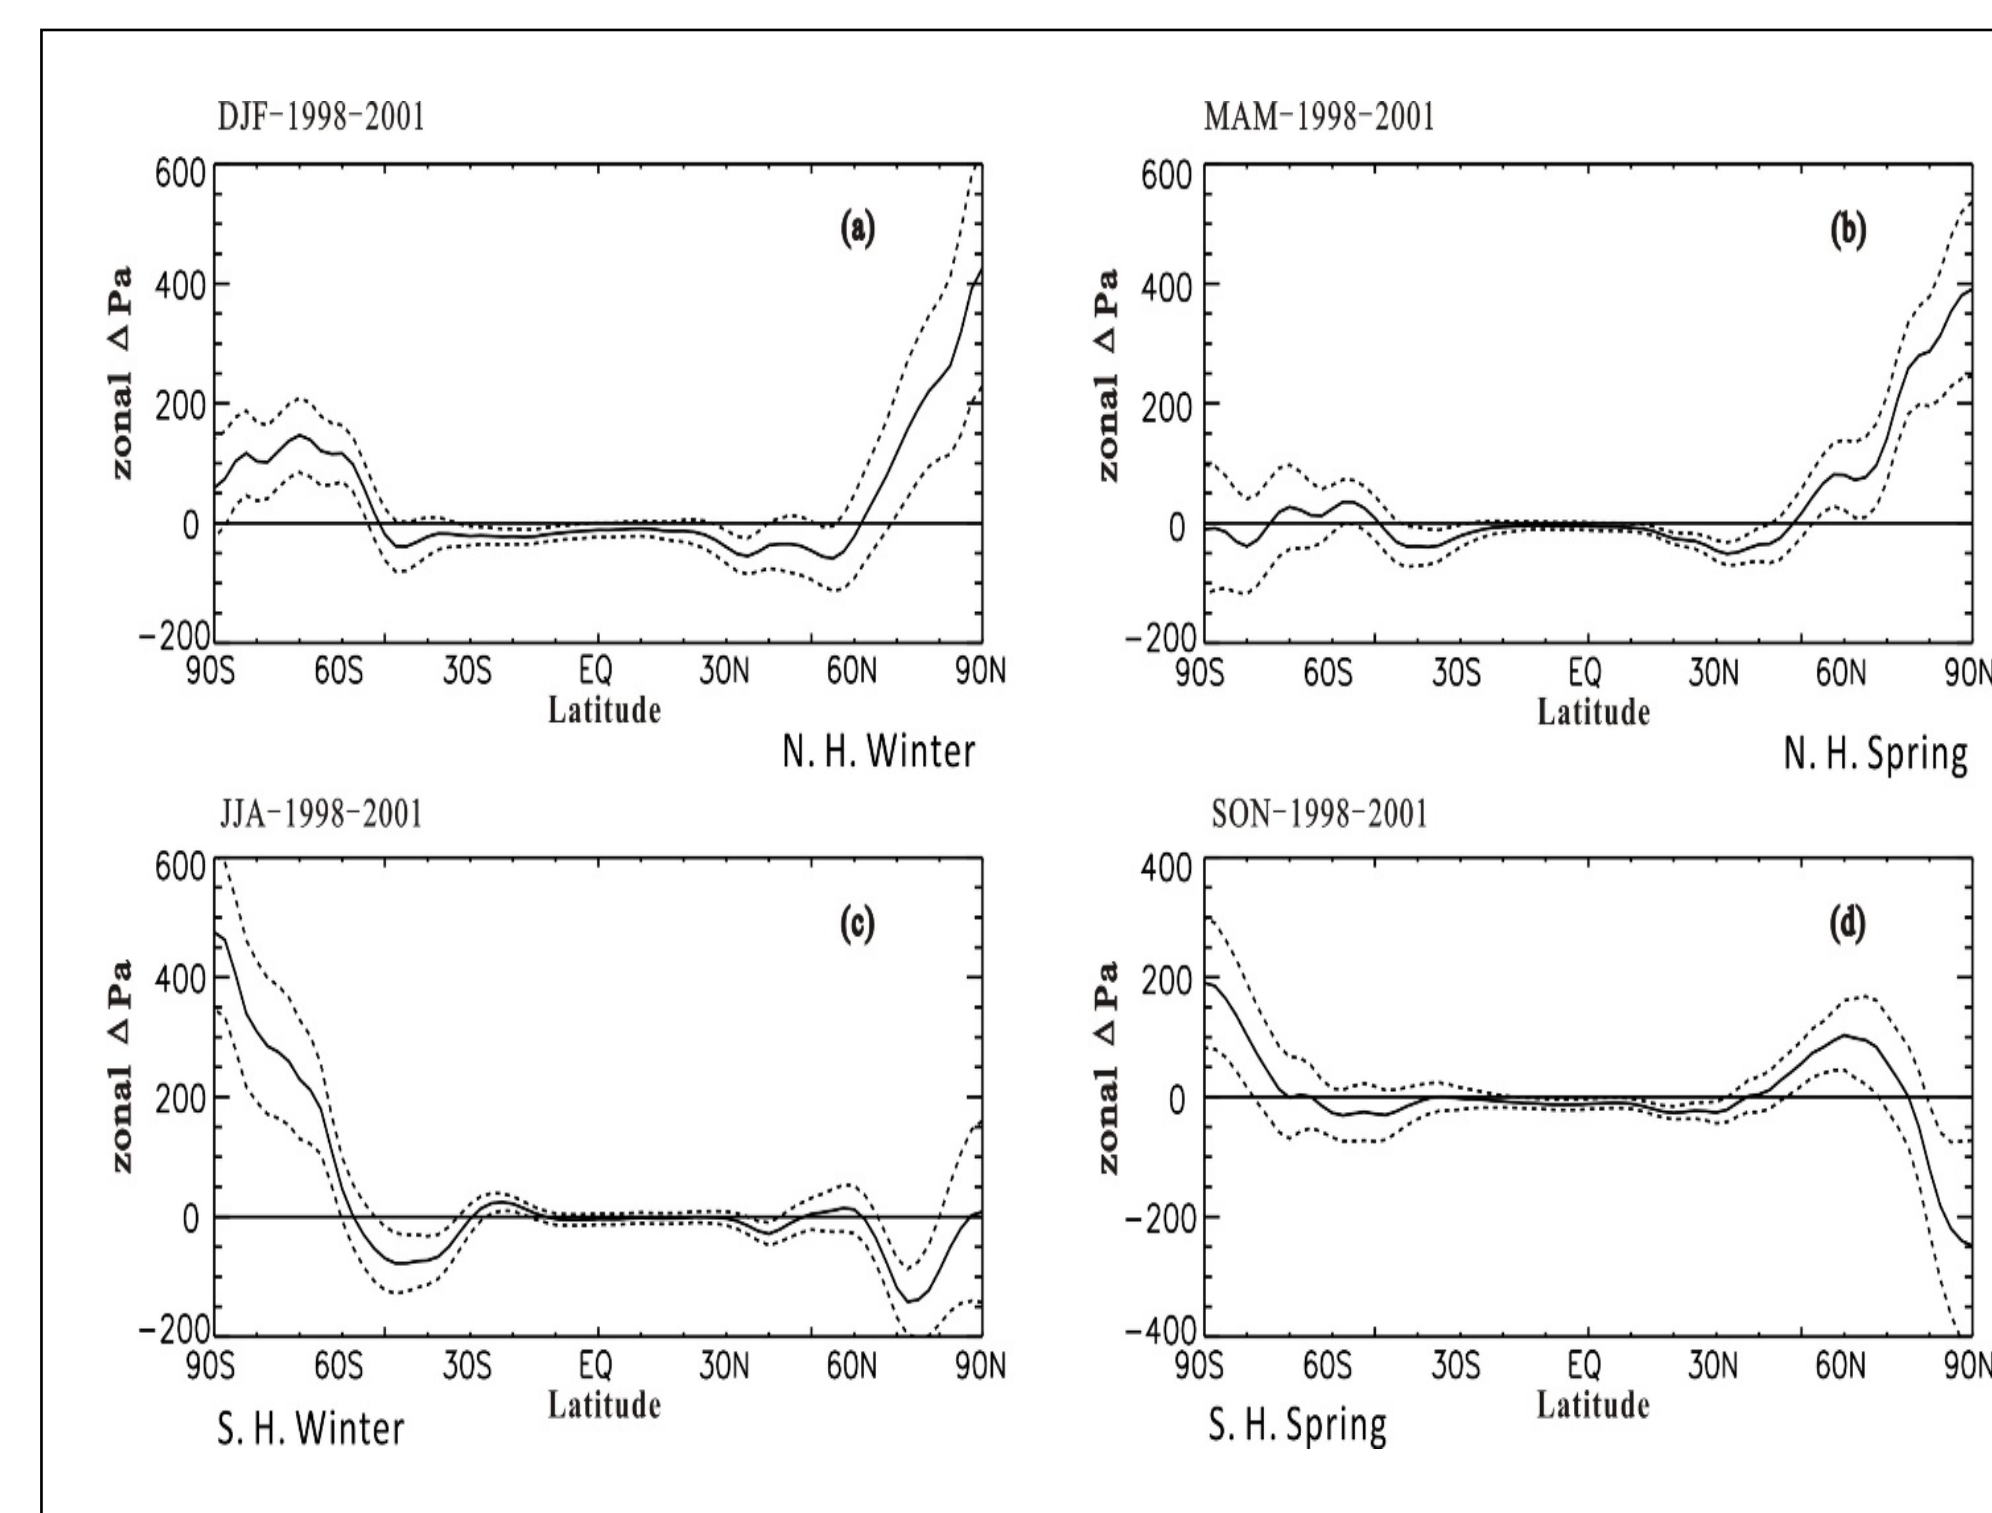 DJF-1998-2001
600
400
200
0
-200
zonal Δ Pa
(a)
90S 60S 30S EQ 30N 60N 90N
Latitude
N. H. Winter
MAM-1998-2001
600
400
200
0
-200
zonal Δ Pa
(b)
90S 60S 30S EQ 30N 60N 90N
Latitude
N. H. Spring
JJA-1998-2001
600
400
200
0
-200
zonal Δ Pa
(c)
90S 60S 30S EQ 30N 60N 90N
Latitude
S. H. Winter
SON-1998-2001
400
200
0
-200
-400
zonal Δ Pa
(d)
90S 60S 30S EQ 30N 60N 90N
Latitude
S. H. Spring